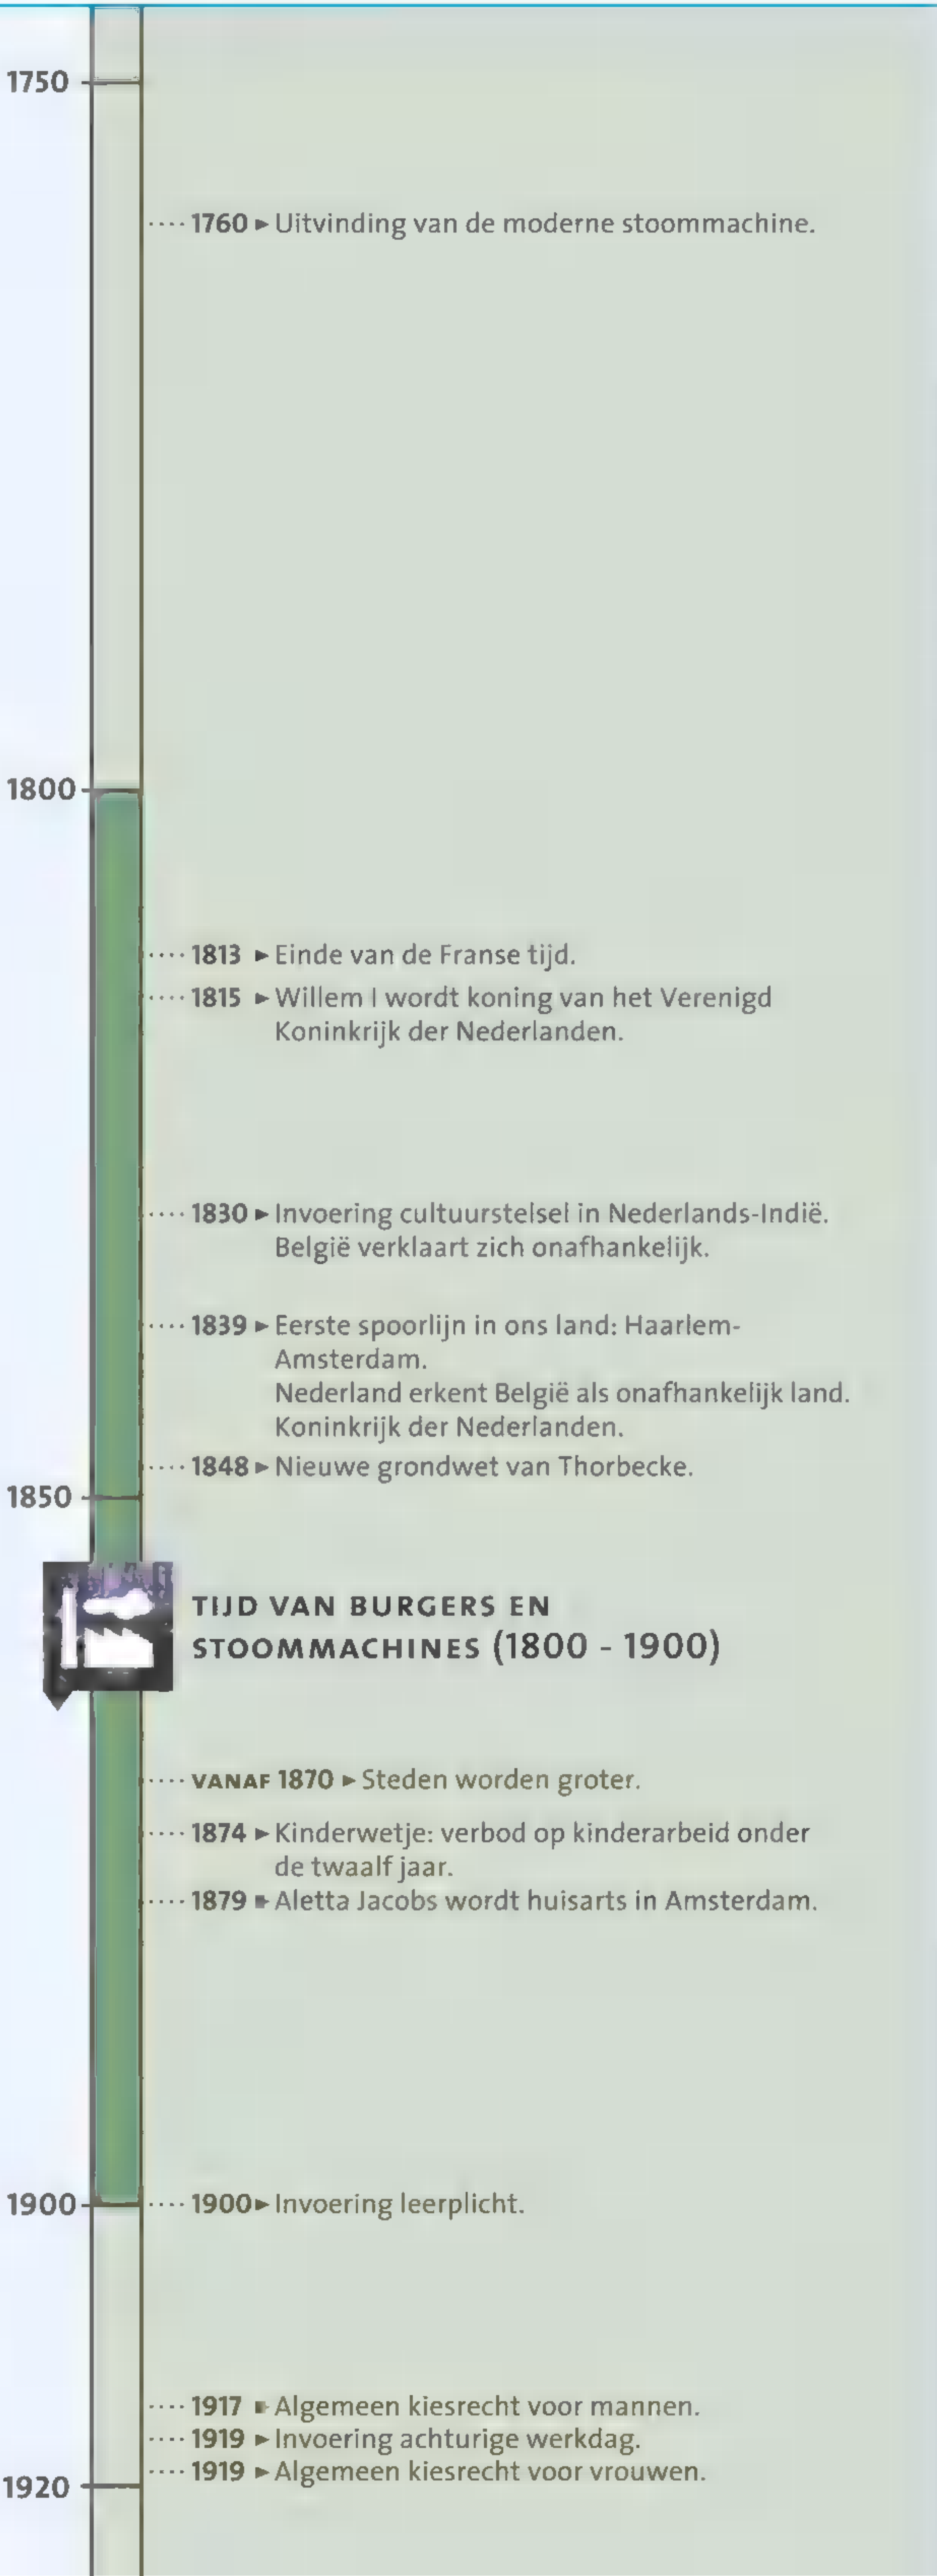 1750
1760 ▸ Uitvinding van de moderne stoommachine.
1800
1813 ▸ Einde van de Franse tijd.
1815 ▸ Willem I wordt koning van het Verenigd
Koninkrijk der Nederlanden.
1830 ▸ Invoering cultuurstelsel in Nederlands-Indië.
België verklaart zich onafhankelijk.
1839 ▸ Eerste spoorlijn in ons land: Haarlem-
Amsterdam.
Nederland erkent België als onafhankelijk land.
Koninkrijk der Nederlanden.
1848 ▸ Nieuwe grondwet van Thorbecke.
1850
TIJD VAN BURGERS EN
STOOMMACHINES (1800 - 1900)
VANAF 1870 ▸ Steden worden groter.
1874 ▸ Kinderwetje: verbod op kinderarbeid onder
de twaalf jaar.
1879 ▸ Aletta Jacobs wordt huisarts in Amsterdam.
1900
1900 ▸ Invoering leerplicht.
1917 ▸ Algemeen kiesrecht voor mannen.
1919 ▸ Invoering achturige werkdag.
1919 ▸ Algemeen kiesrecht voor vrouwen.
1920